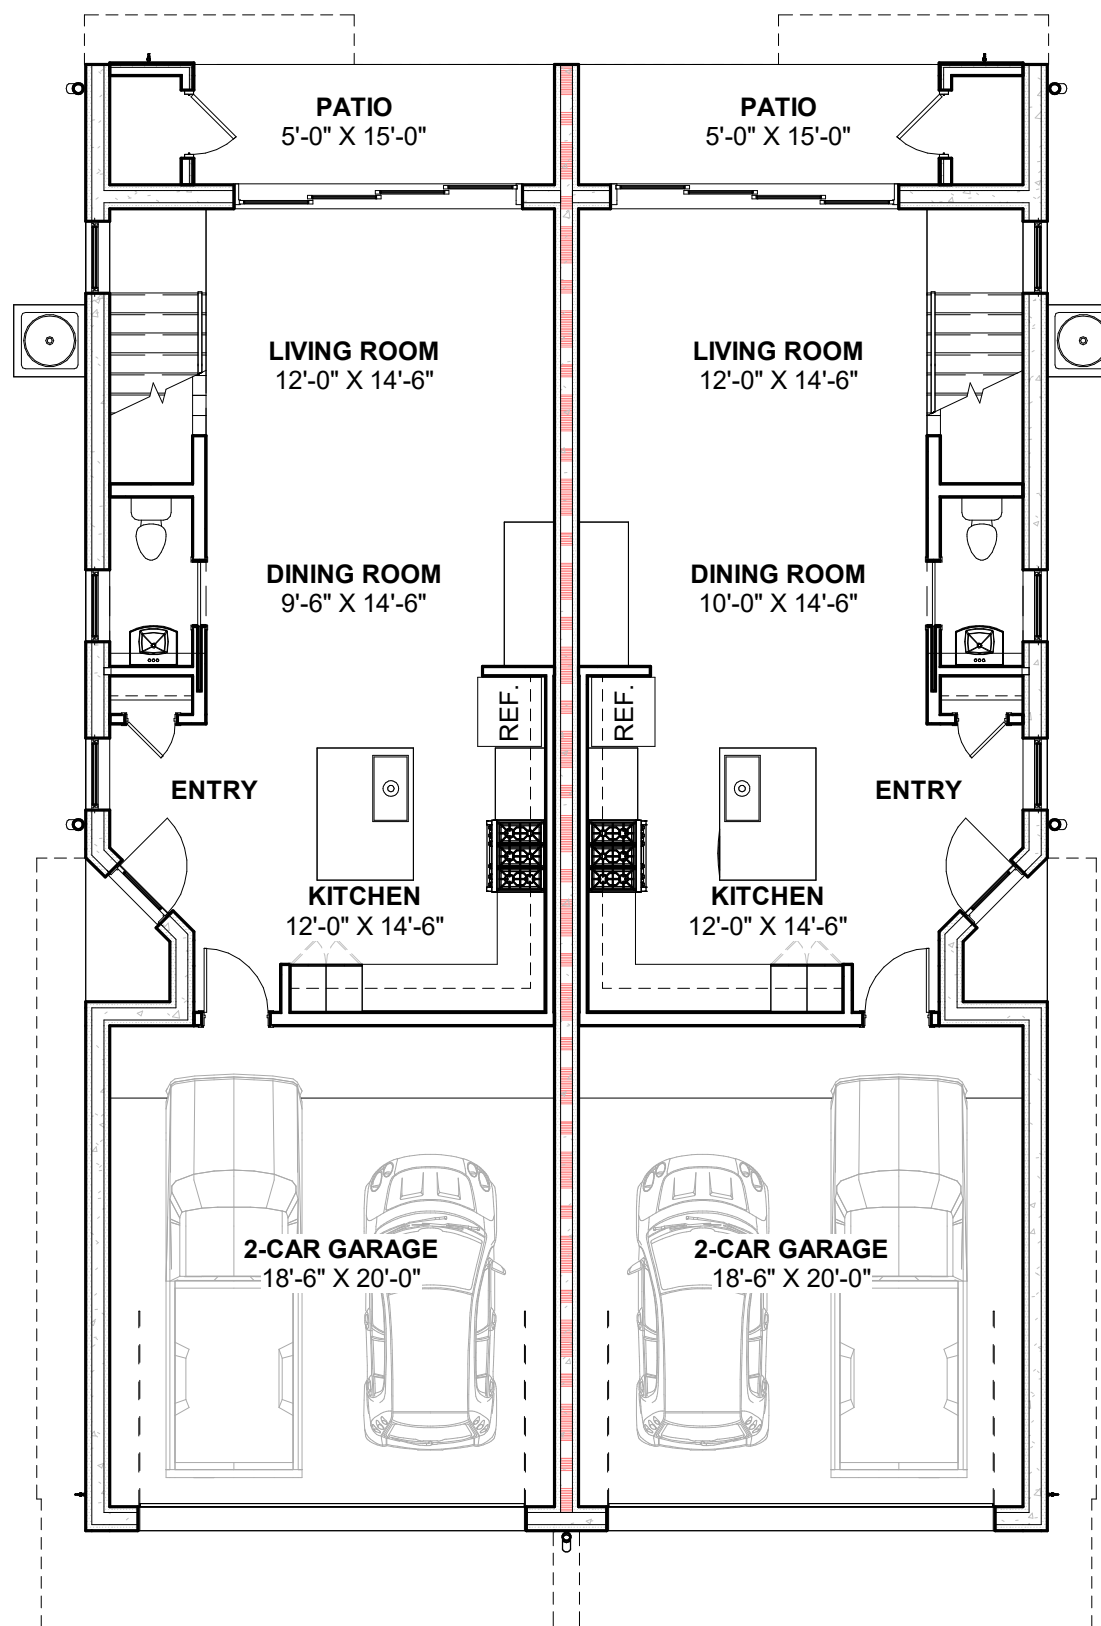 PATIO
5'-0" X 15'-0"
PATIO
5'-0" X 15'-0"
LIVING ROOM
12'-0" X 14'-6"
LIVING ROOM
12'-0" X 14'-6"
DINING ROOM
9'-6" X 14'-6"
DINING ROOM
10'-0" X 14'-6"
REF.
REF.
ENTRY
ENTRY
KITCHEN
12'-0" X 14'-6"
KITCHEN
12'-0" X 14'-6"
2-CAR GARAGE
18'-6" X 20'-0"
2-CAR GARAGE
18'-6" X 20'-0"